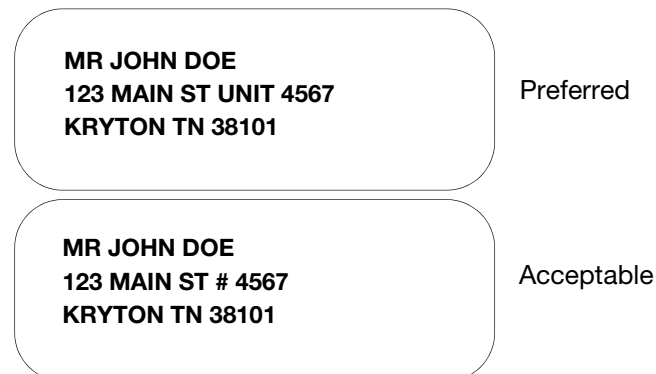 MR JOHN DOE
123 MAIN ST UNIT 4567
KRYTON TN 38101
Preferred
MR JOHN DOE
123 MAIN ST # 4567
KRYTON TN 38101
Acceptable